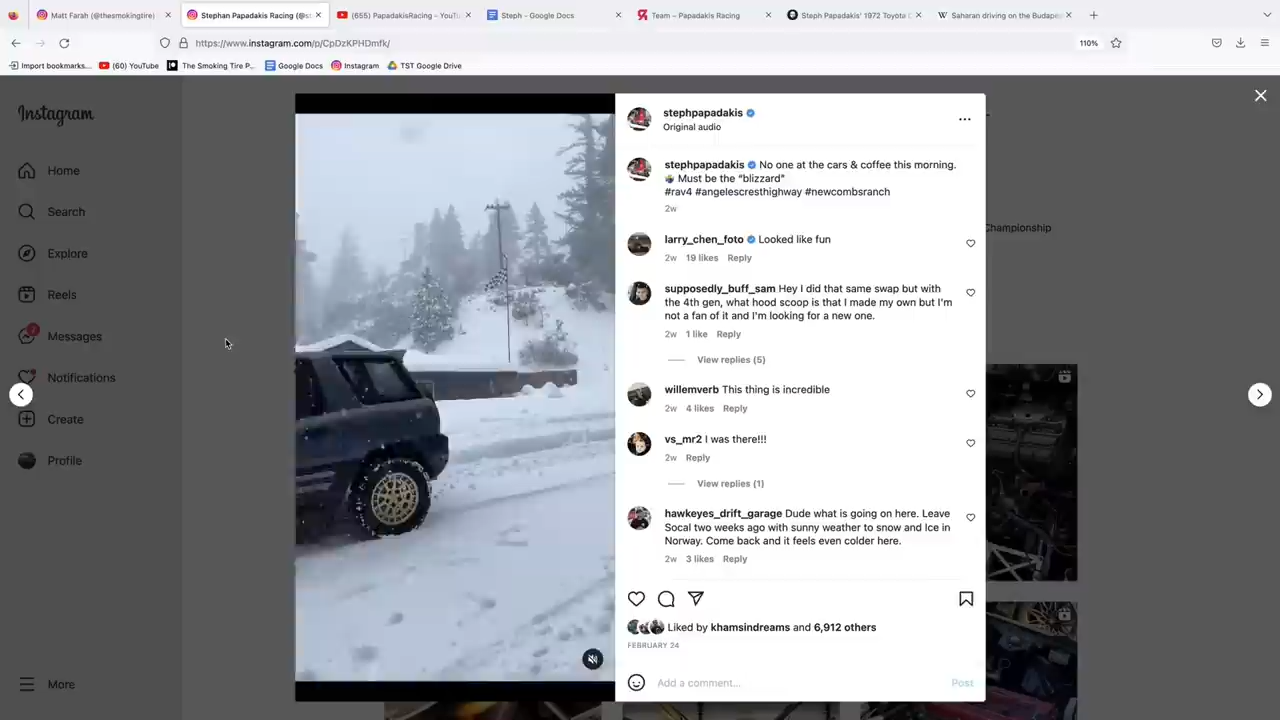 Matt Farah (@thesmokingtire)
Stephan Papadakis Racing (@s
(655) PapadakisRacing - YouTu
Steph - Google Docs
Team – Papadakis Racing
Steph Papadakis' 1972 Toyota C
Saharan driving on the Budapes
https://www.instagram.com/p/CpDzKPHDmfk/
110%
Import bookmarks...
(60) YouTube
The Smoking Tire P...
Google Docs
Instagram
TST Google Drive
Instagram
Home
Search
Explore
Reels
7
Messages
Notifications
Create
Profile
More
stephpapadakis
Original audio
stephpapadakis No one at the cars & coffee this morning.
Must be the "blizzard"
#rav4 #angelescresthighway #newcombsranch
2w
larry_chen_foto Looked like fun
2w 19 likes Reply
supposedly_buff_sam Hey I did that same swap but with
the 4th gen, what hood scoop is that I made my own but I'm
not a fan of it and I'm looking for a new one.
2w 1 like Reply
View replies (5)
willemverb This thing is incredible
2w 4 likes Reply
vs_mr2 I was there!!!
2w Reply
View replies (1)
hawkeyes_drift_garage Dude what is going on here. Leave
Socal two weeks ago with sunny weather to snow and Ice in
Norway. Come back and it feels even colder here.
2w 3 likes Reply
Liked by khamsindreams and 6,912 others
FEBRUARY 24
Add a comment...
Post
Championship